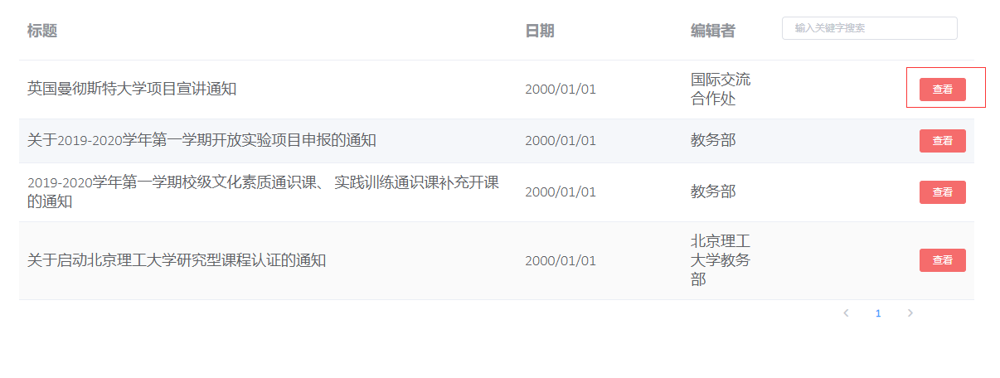 标题 日期 编辑者 输入关键字搜索
英国曼彻斯特大学项目宣讲通知 2000/01/01 国际交流
合作处 查看
关于2019-2020学年第一学期开放实验项目申报的通知 2000/01/01 教务部 查看
2019-2020学年第一学期校级文化素质通识课、 实践训练通识课补充开课
的通知 2000/01/01 教务部 查看
关于启动北京理工大学研究型课程认证的通知 2000/01/01 北京理工
大学教务
部 查看
1